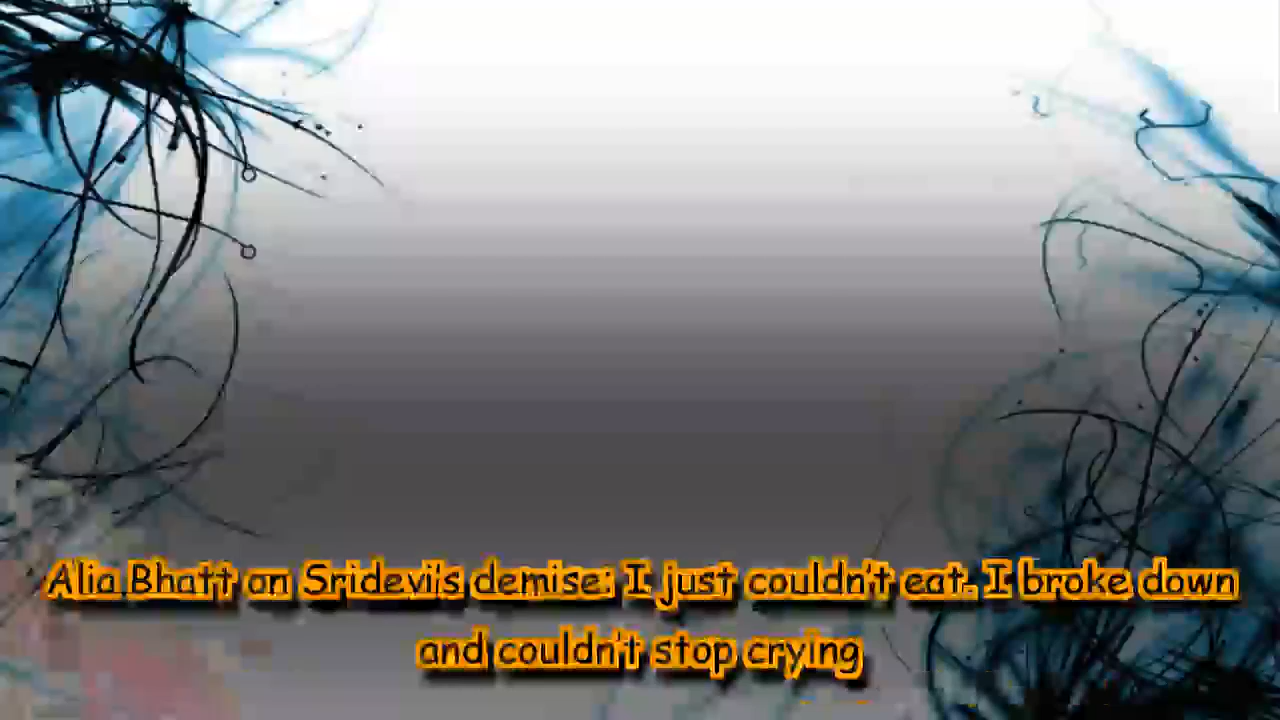 Alia Bhatt on Sridevi's demise: I just couldn't eat. I broke down
and couldn't stop crying